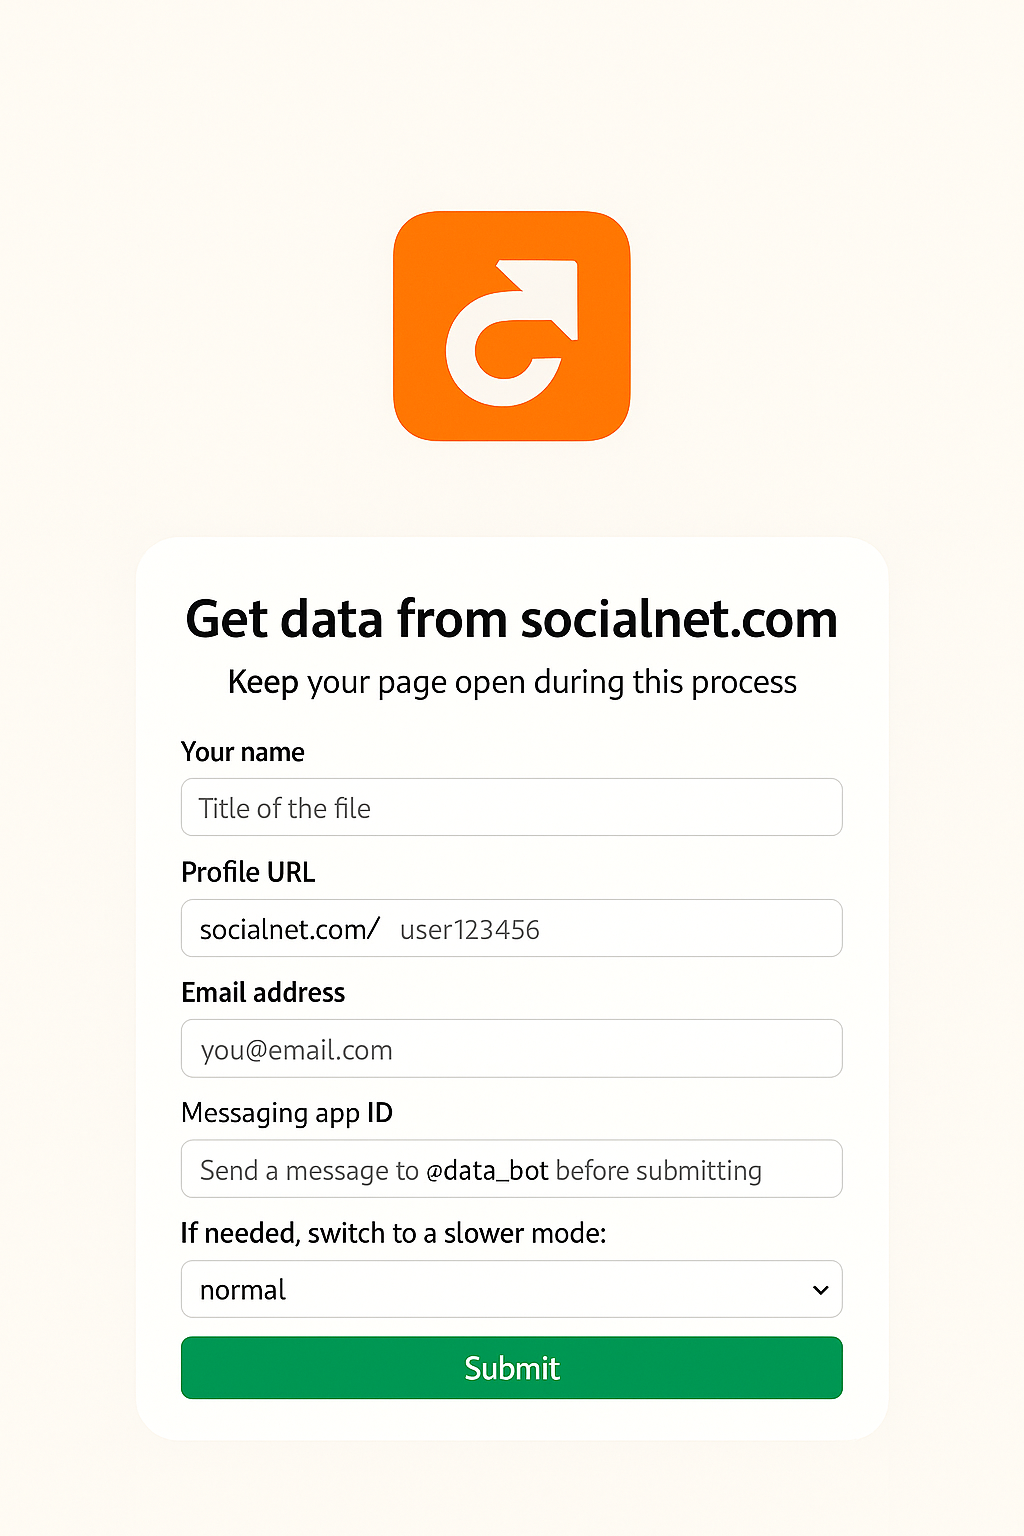 Get data from socialnet.com
Keep your page open during this process
Your name
Title of the file
Profile URL
socialnet.com/ user123456
Email address
you@email.com
Messaging app ID
Send a message to @data_bot before submitting
If needed, switch to a slower mode:
normal
Submit